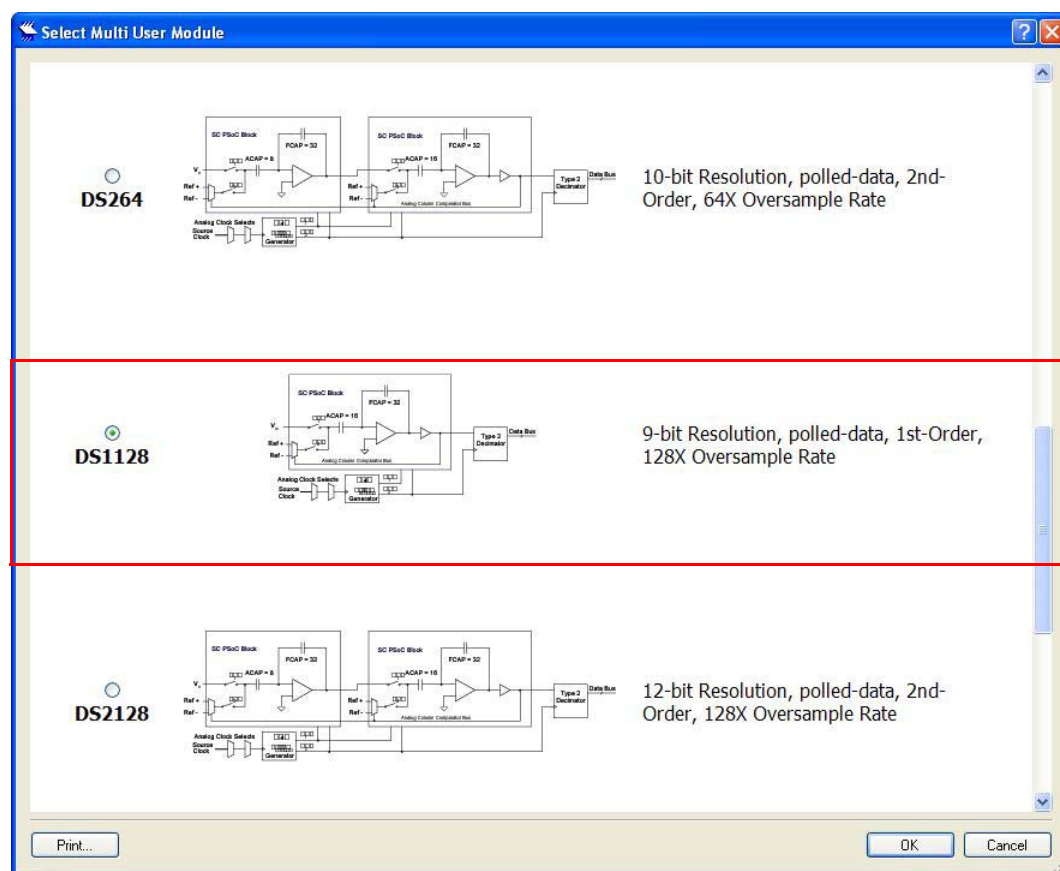 Select Multi User Module
DS264
SC PSoC Block
ACAP = 8
FCAP = 32
Ref +
Ref -
Analog Clock Selects
Source
Clock
Generator
SC PSoC Block
ACAP = 16
FCAP = 32
Ref +
Ref -
Analog Column Comparator Bus
Type 2
Decimator
Data Bus
10-bit Resolution, polled-data, 2nd-
Order, 64X Oversample Rate
DS1128
SC PSoC Block
ACAP = 16
FCAP = 32
Ref +
Ref -
Analog Column Comparator Bus
Analog Clock Selects
Source
Clock
Generator
Type 2
Decimator
Data Bus
9-bit Resolution, polled-data, 1st-Order,
128X Oversample Rate
DS2128
SC PSoC Block
ACAP = 8
FCAP = 32
Ref +
Ref -
Analog Clock Selects
Source
Clock
Generator
SC PSoC Block
ACAP = 16
FCAP = 32
Ref +
Ref -
Analog Column Comparator Bus
Type 2
Decimator
Data Bus
12-bit Resolution, polled-data, 2nd-
Order, 128X Oversample Rate
Print...
OK
Cancel